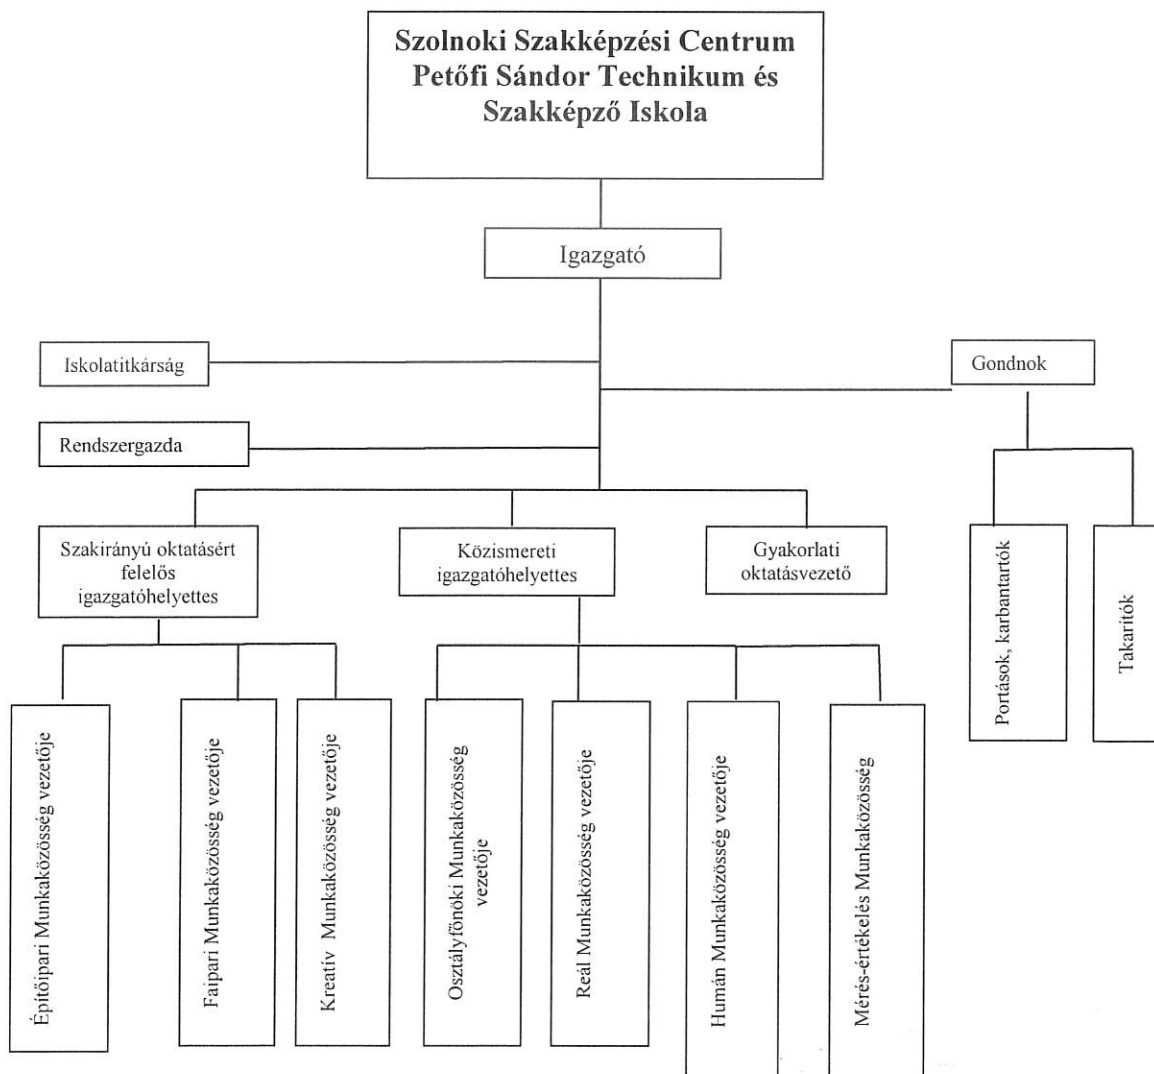 Szolnoki Szakképzési Centrum
Petőfi Sándor Technikum és
Szakképző Iskola
Igazgató
Iskolatitkárság
Gondnok
Rendszergazda
Szakirányú oktatásért
felelős
igazgatóhelyettes
Közismereti
igazgatóhelyettes
Gyakorlati
oktatásvezető
Portások, karbantartók
Takarítók
Építőipari Munkaközösség vezetője
Faipari Munkaközösség vezetője
Kreatív Munkaközösség vezetője
Osztályfőnöki Munkaközösség
vezetője
Reál Munkaközösség vezetője
Humán Munkaközösség vezetője
Mérés-értékelés Munkaközösség